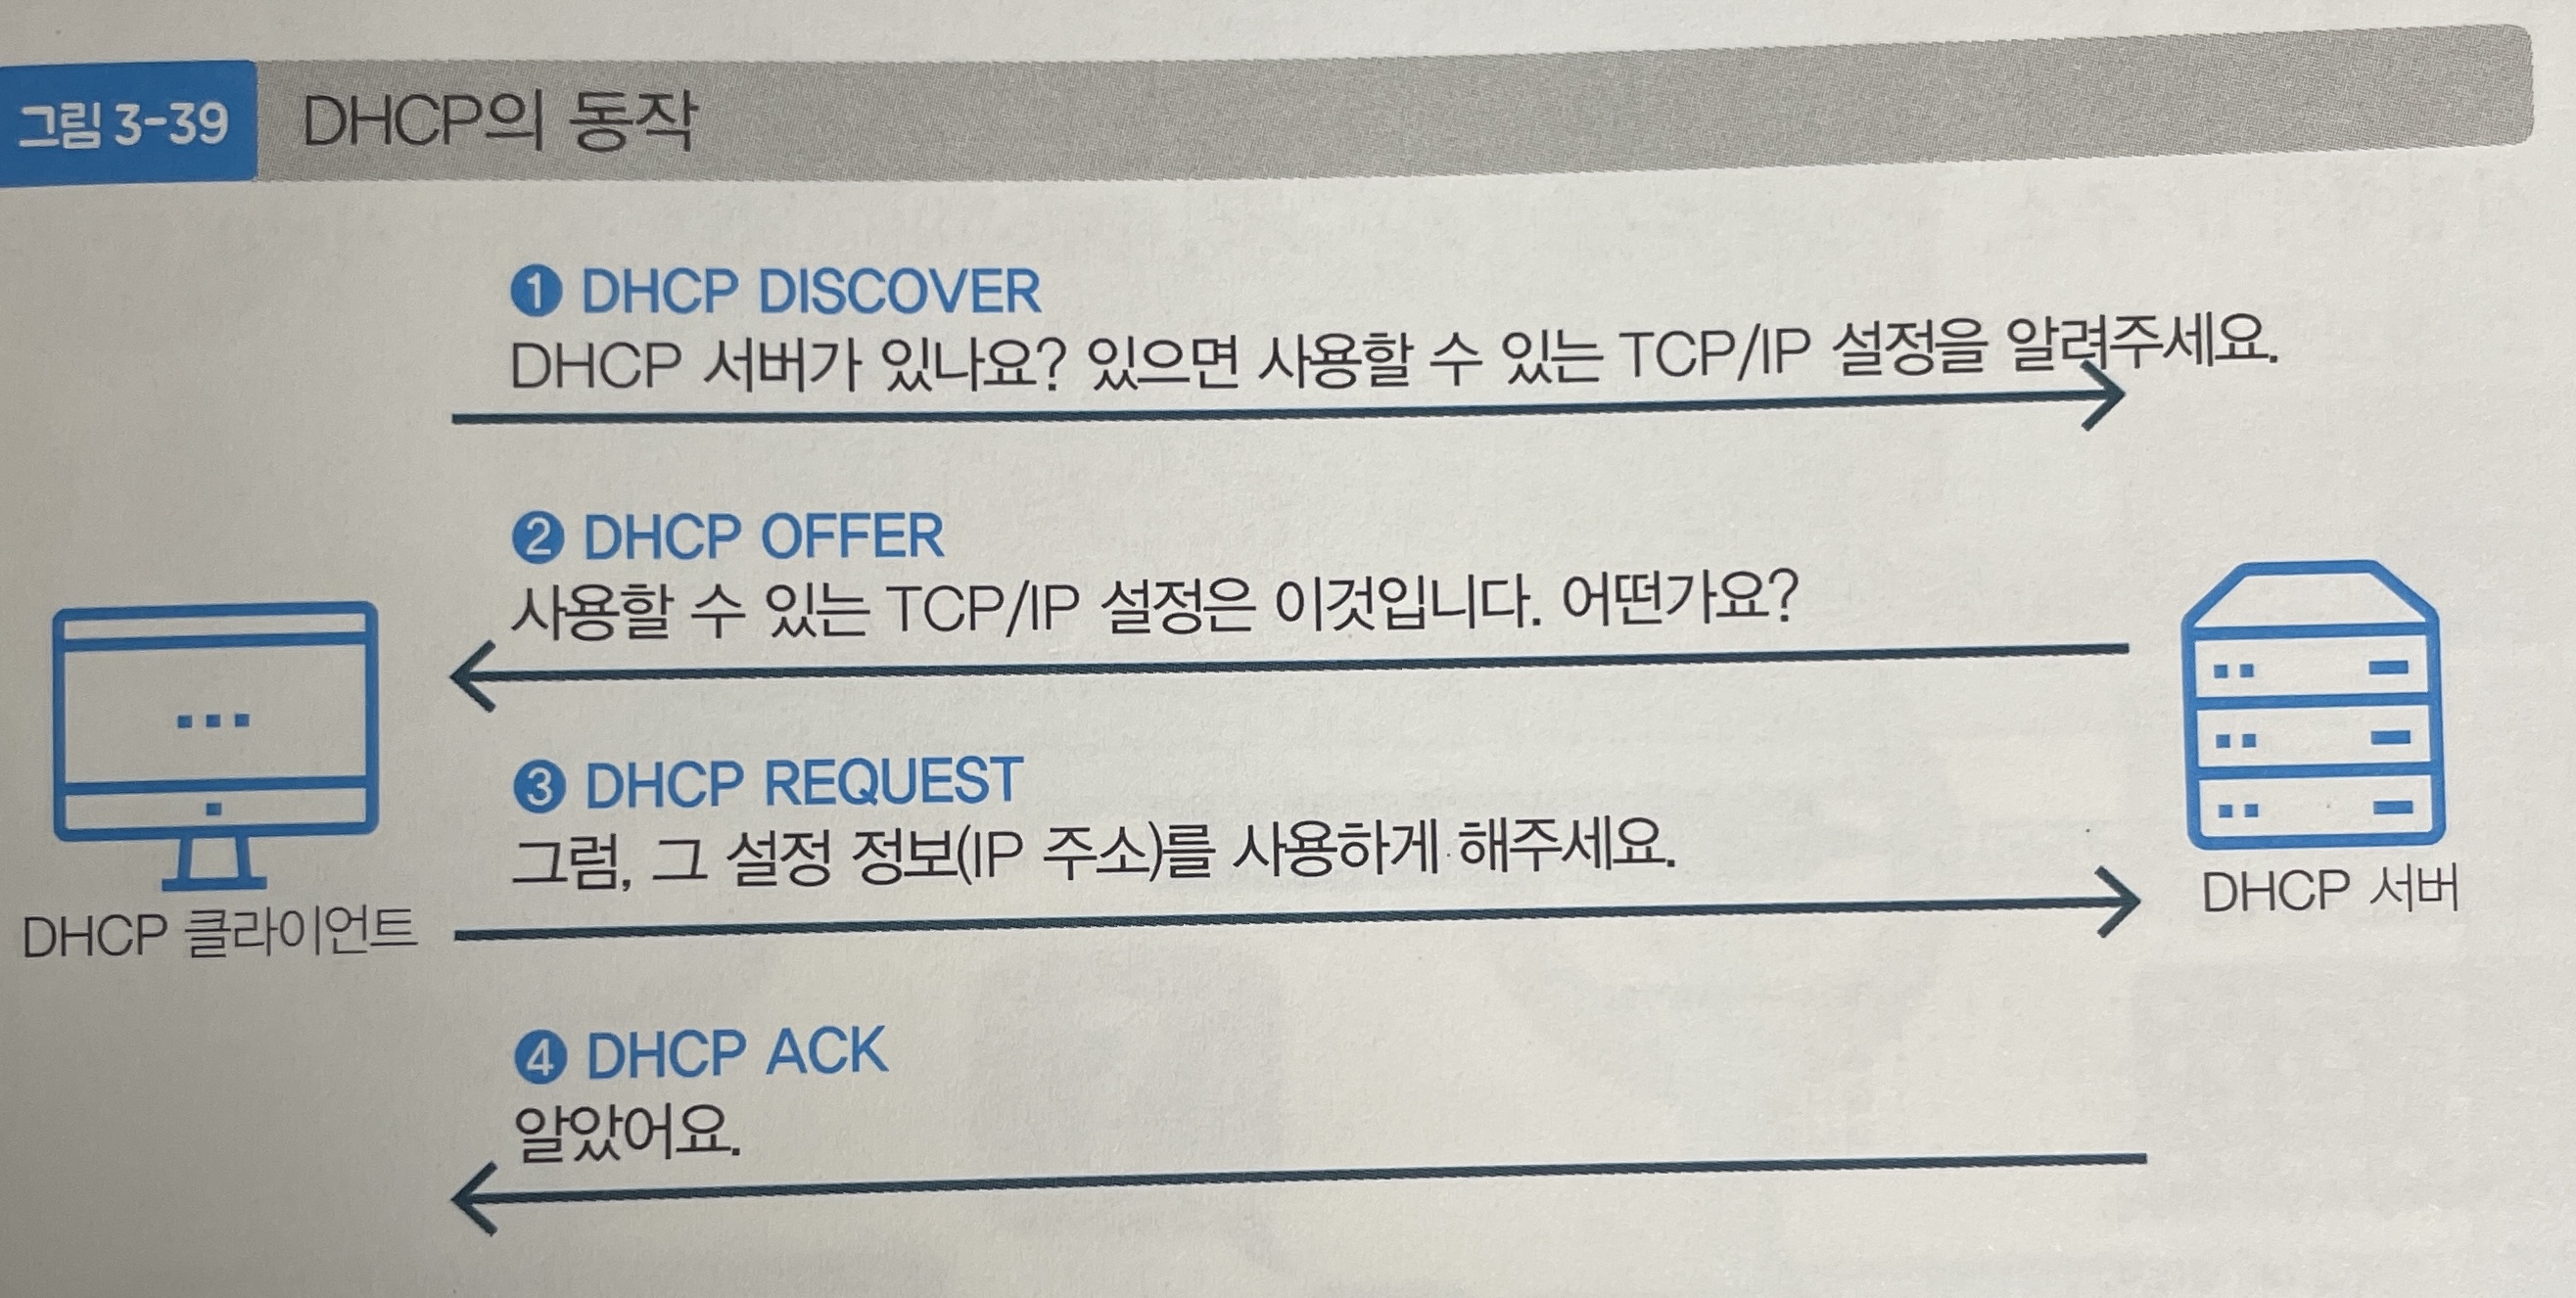 그림 3-39 DHCP의 동작
❶ DHCP DISCOVER
DHCP 서버가 있나요? 있으면 사용할 수 있는 TCP/IP 설정을 알려주세요.
❷ DHCP OFFER
사용할 수 있는 TCP/IP 설정은 이것입니다. 어떤가요?
❸ DHCP REQUEST
그럼, 그 설정 정보(IP 주소)를 사용하게 해주세요.
DHCP 클라이언트
DHCP 서버
❹ DHCP ACK
알았어요.